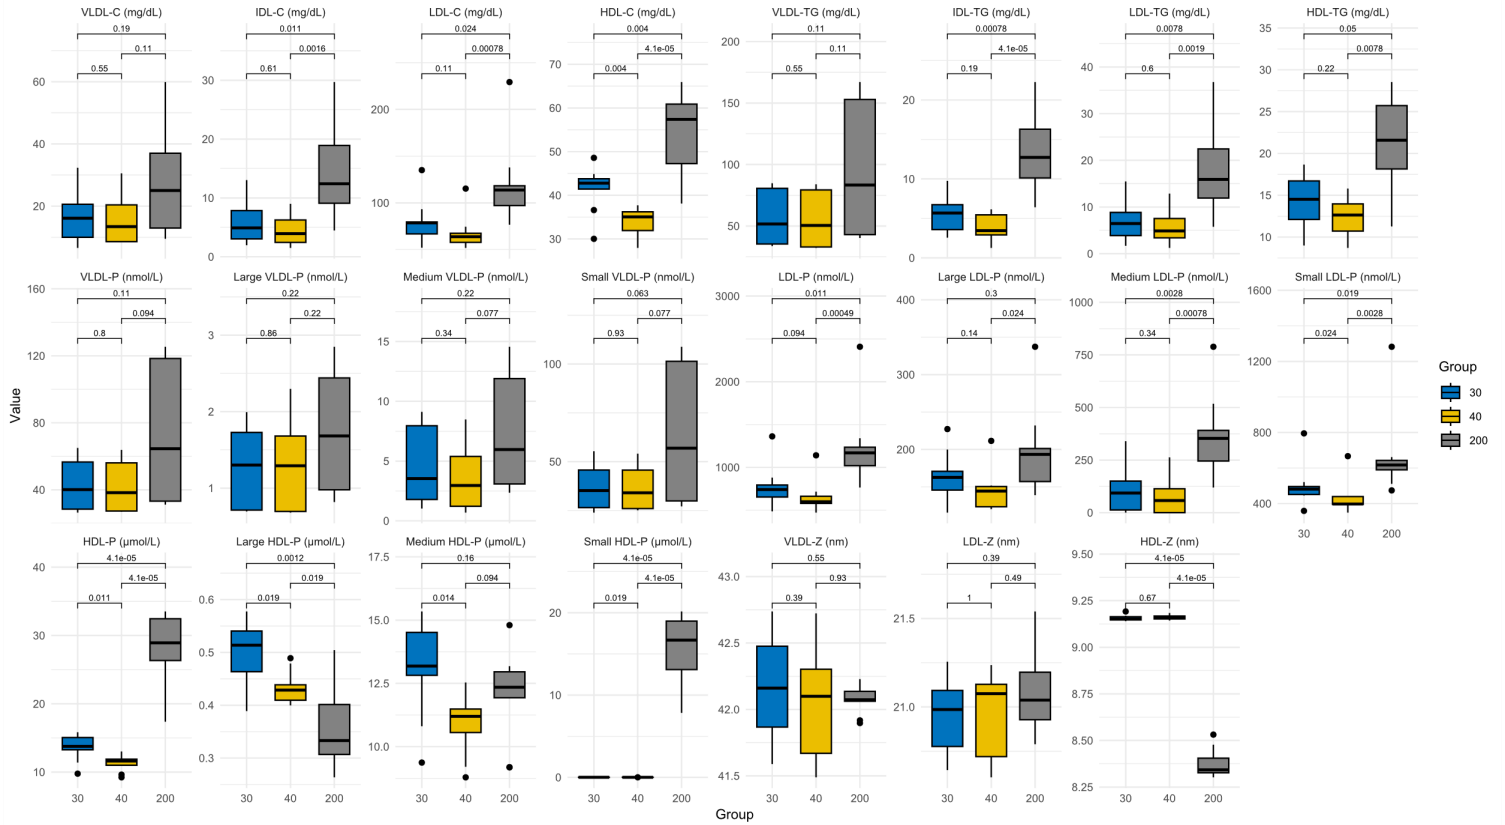 VLDL-C (mg/dL) IDL-C (mg/dL) LDL-C (mg/dL) HDL-C (mg/dL) VLDL-TG (mg/dL) IDL-TG (mg/dL) LDL-TG (mg/dL) HDL-TG (mg/dL)
0.19 0.011 0.024 0.004 0.11 0.00078 0.0078 0.05
0.11 0.0016 0.00078 4.1e-05 0.11 4.1e-05 0.0019 0.0078
0.55 0.61 0.11 0.004 0.55 0.19 0.6 0.22
60 40 20
30 20 10 0
200 100
70 60 50 40 30
200 150 100 50
20 10 0
40 30 20 10 0
35 30 25 20 15 10
VLDL-P (nmol/L) Large VLDL-P (nmol/L) Medium VLDL-P (nmol/L) Small VLDL-P (nmol/L) LDL-P (nmol/L) Large LDL-P (nmol/L) Medium LDL-P (nmol/L) Small LDL-P (nmol/L)
0.11 0.22 0.22 0.063 0.011 0.3 0.0028 0.019
0.094 0.22 0.077 0.077 0.00049 0.024 0.00078 0.0028
0.8 0.86 0.34 0.93 0.094 0.14 0.34 0.024
160 120 80 40
3 2 1
15 10 5 0
100 50
3000 2000 1000
400 300 200
1000 750 500 250 0
1600 1200 800 400
HDL-P (µmol/L) Large HDL-P (µmol/L) Medium HDL-P (µmol/L) Small HDL-P (µmol/L) VLDL-Z (nm) LDL-Z (nm) HDL-Z (nm)
4.1e-05 0.0012 0.16 4.1e-05 0.55 0.39 4.1e-05
4.1e-05 0.019 0.094 4.1e-05 0.93 0.49 4.1e-05
0.011 0.019 0.014 0.019 0.39 1 0.67
40 30 20 10
0.6 0.5 0.4 0.3
17.5 15.0 12.5 10.0
20 10 0
43.0 42.5 42.0 41.5
21.5 21.0
9.50 9.25 9.00 8.75 8.50 8.25
30 40 200 30 40 200 30 40 200 30 40 200 30 40 200 30 40 200 30 40 200
Value
Group
Group
30
40
200